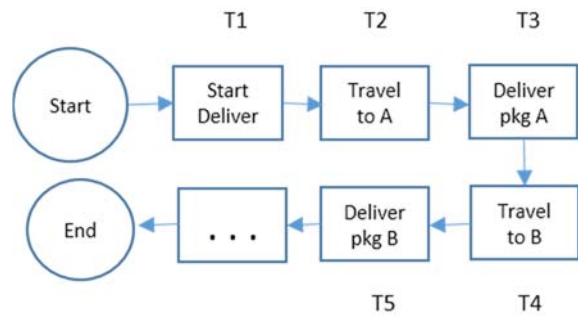 T1 T2 T3
Start
Start
Deliver
Travel
to A
Deliver
pkg A
End
. . .
Deliver
pkg B
Travel
to B
T5 T4